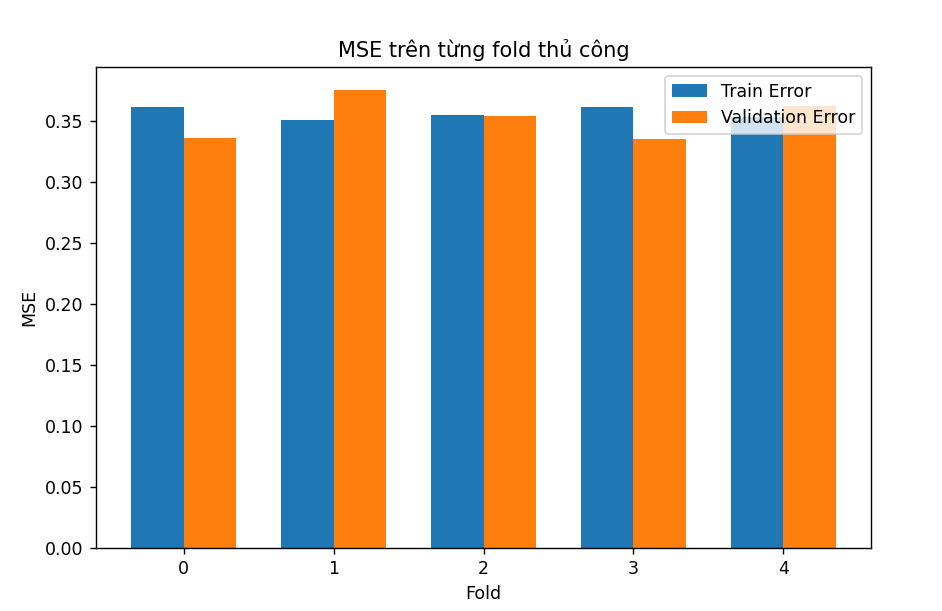 MSE trên từng fold thủ công
Train Error
Validation Error
MSE
0.35
0.30
0.25
0.20
0.15
0.10
0.05
0.00
0 1 2 3 4
Fold